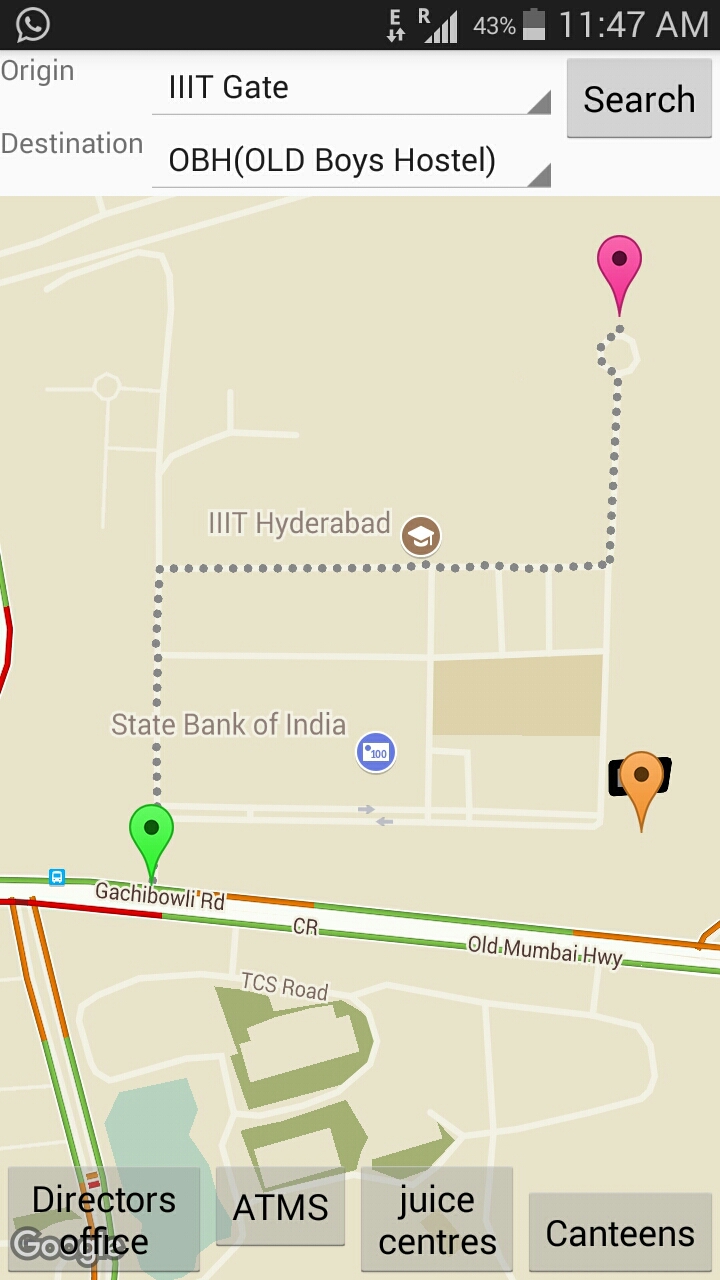 E R 43% 11:47 AM
Origin
IIIT Gate
Search
Destination
OBH(OLD Boys Hostel)
IIIT Hyderabad
State Bank of India
100
Gachibowli Rd
CR
Old Mumbai Hwy
TCS Road
Directors
office
ATMS
juice
centres
Canteens
Google